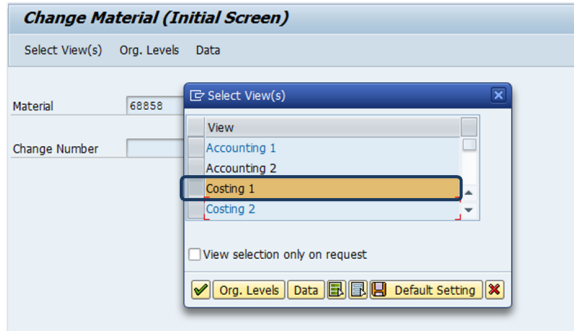 Change Material (Initial Screen)
Select View(s) Org. Levels Data
Material 68858
Change Number
Select View(s)
View
Accounting 1
Accounting 2
Costing 1
Costing 2
View selection only on request
Org. Levels Data Default Setting